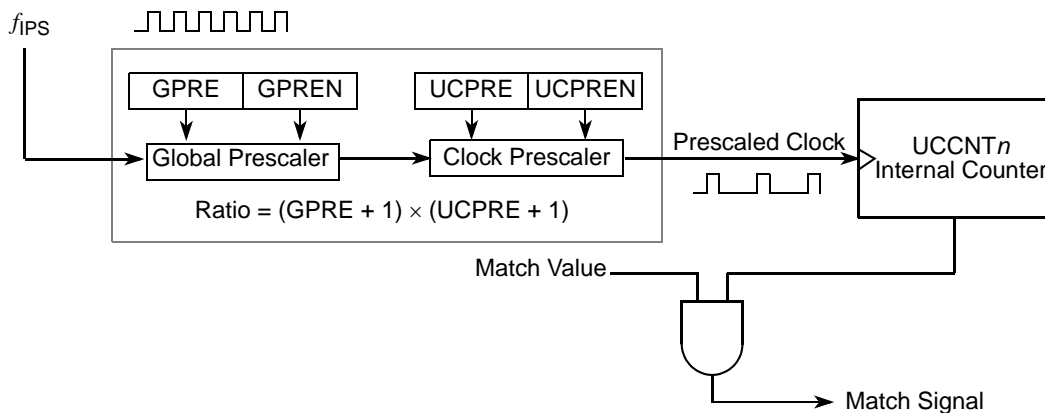 fIPS
GPRE GPREN UCPRE UCPREN
Global Prescaler Clock Prescaler Prescaled Clock UCCNTn
Internal Counter
Ratio = (GPRE + 1) × (UCPRE + 1)
Match Value
Match Signal